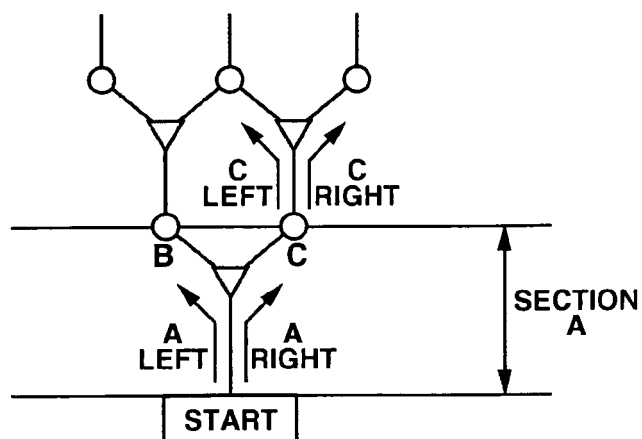 C C
LEFT RIGHT
B C
SECTION
A
A A
LEFT RIGHT
START